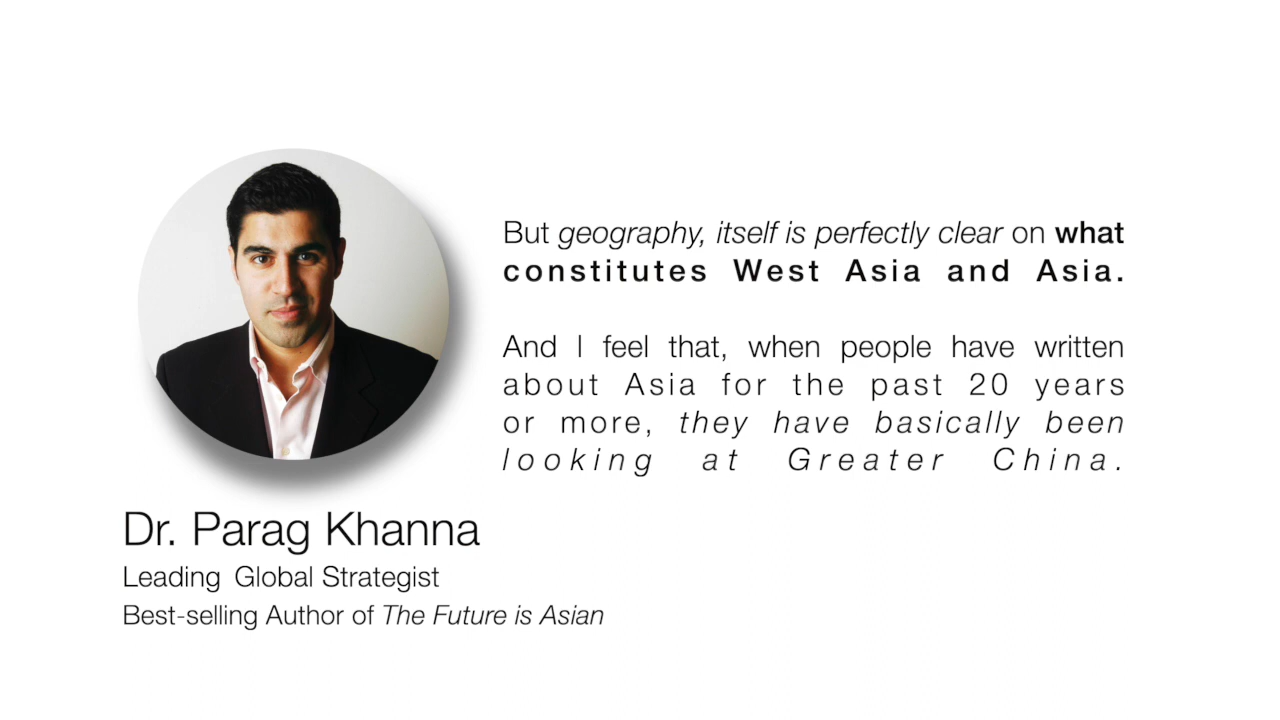 But geography, itself is perfectly clear on what
constitutes West Asia and Asia.
And I feel that, when people have written
about Asia for the past 20 years
or more, they have basically been
looking at Greater China.
Dr. Parag Khanna
Leading Global Strategist
Best-selling Author of The Future is Asian